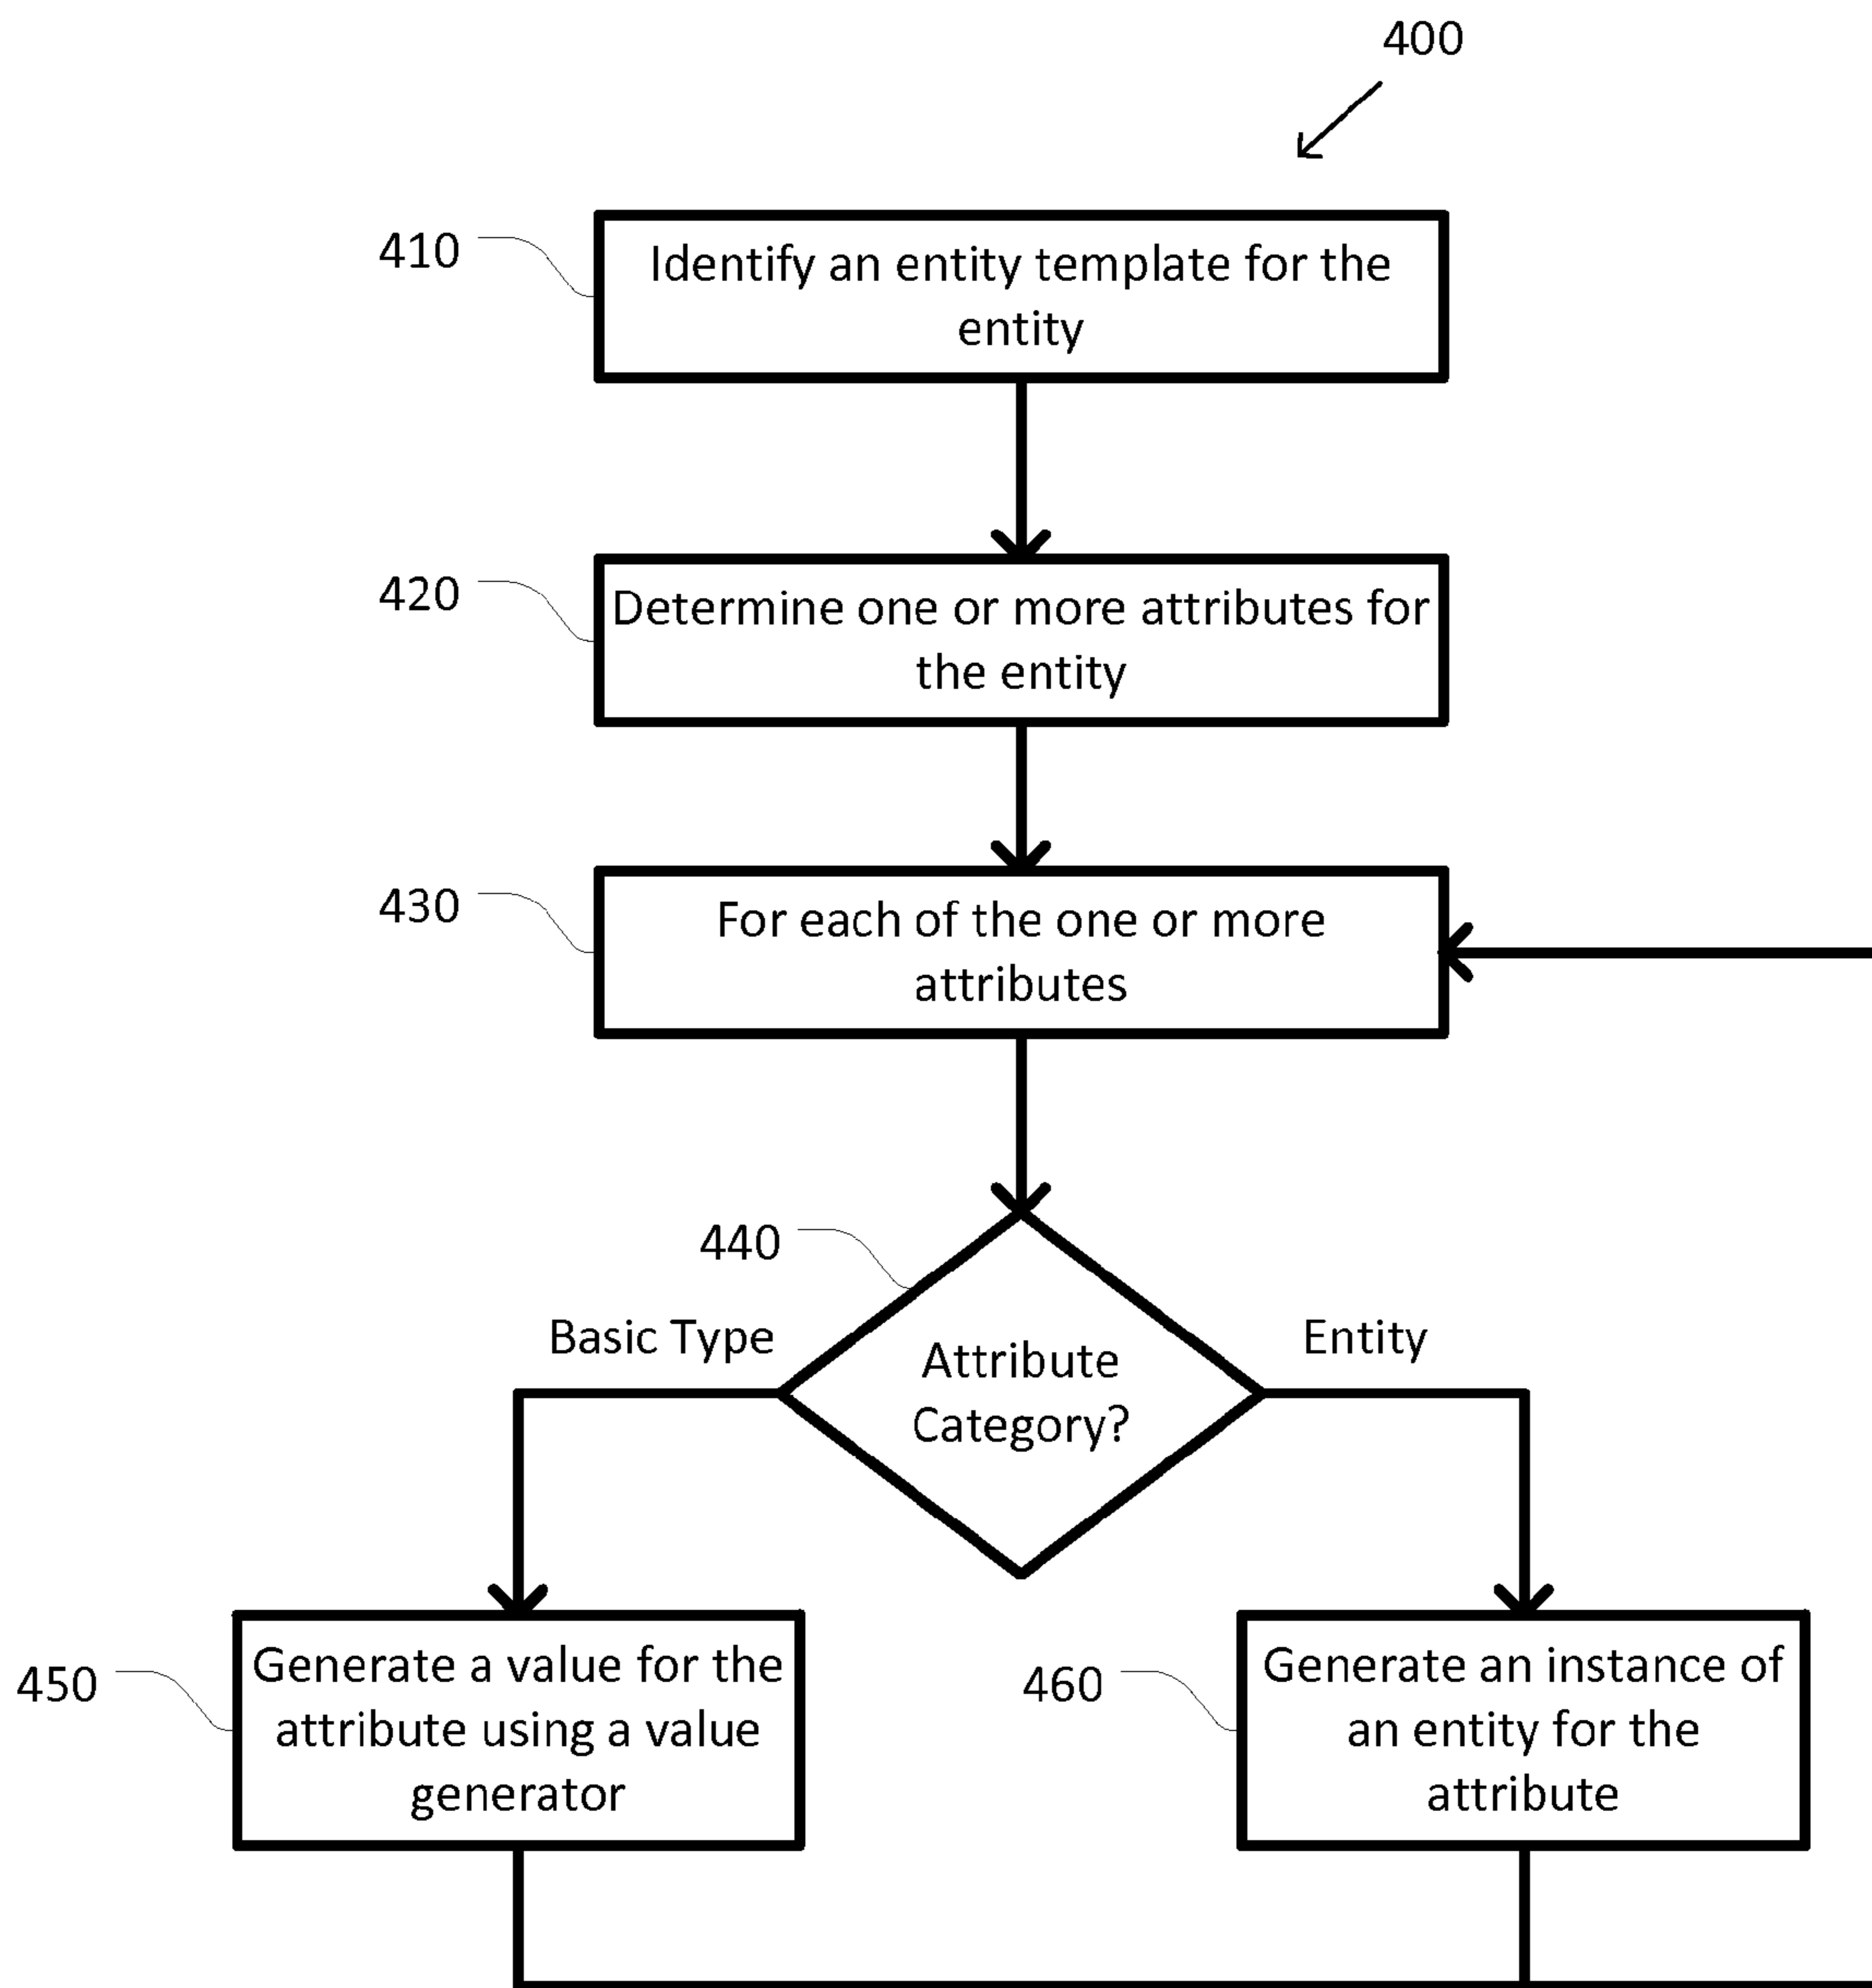 400
410
Identify an entity template for the
entity
420
Determine one or more attributes for
the entity
430
For each of the one or more
attributes
440
Basic Type
Attribute
Category?
Entity
450
Generate a value for the
attribute using a value
generator
460
Generate an instance of
an entity for the
attribute